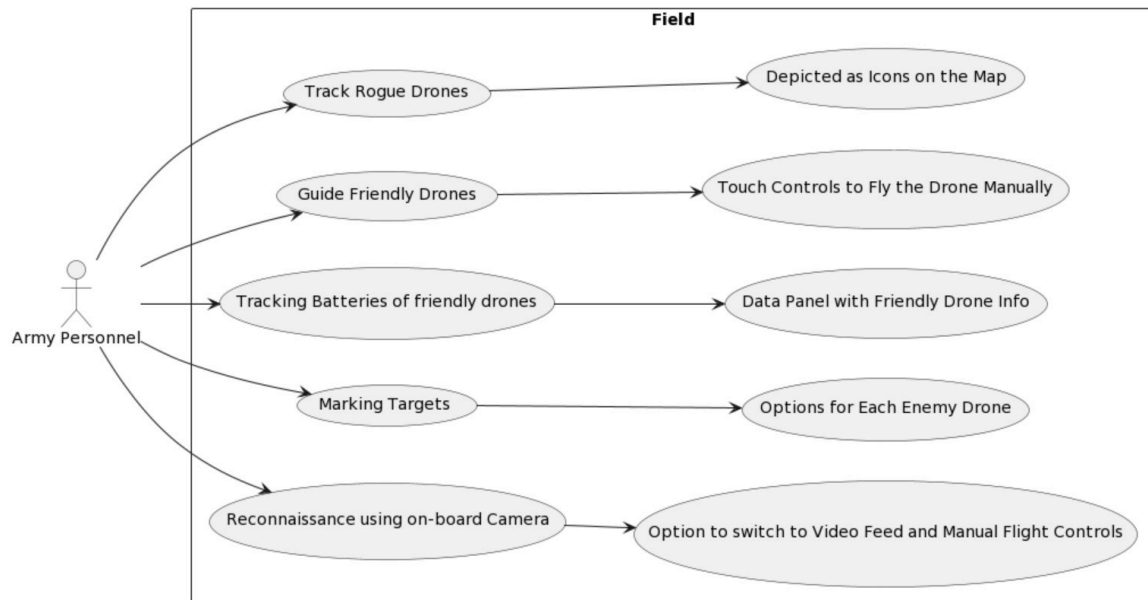 Field
Track Rogue Drones
Depicted as Icons on the Map
Guide Friendly Drones
Touch Controls to Fly the Drone Manually
Tracking Batteries of friendly drones
Data Panel with Friendly Drone Info
Army Personnel
Marking Targets
Options for Each Enemy Drone
Reconnaissance using on-board Camera
Option to switch to Video Feed and Manual Flight Controls